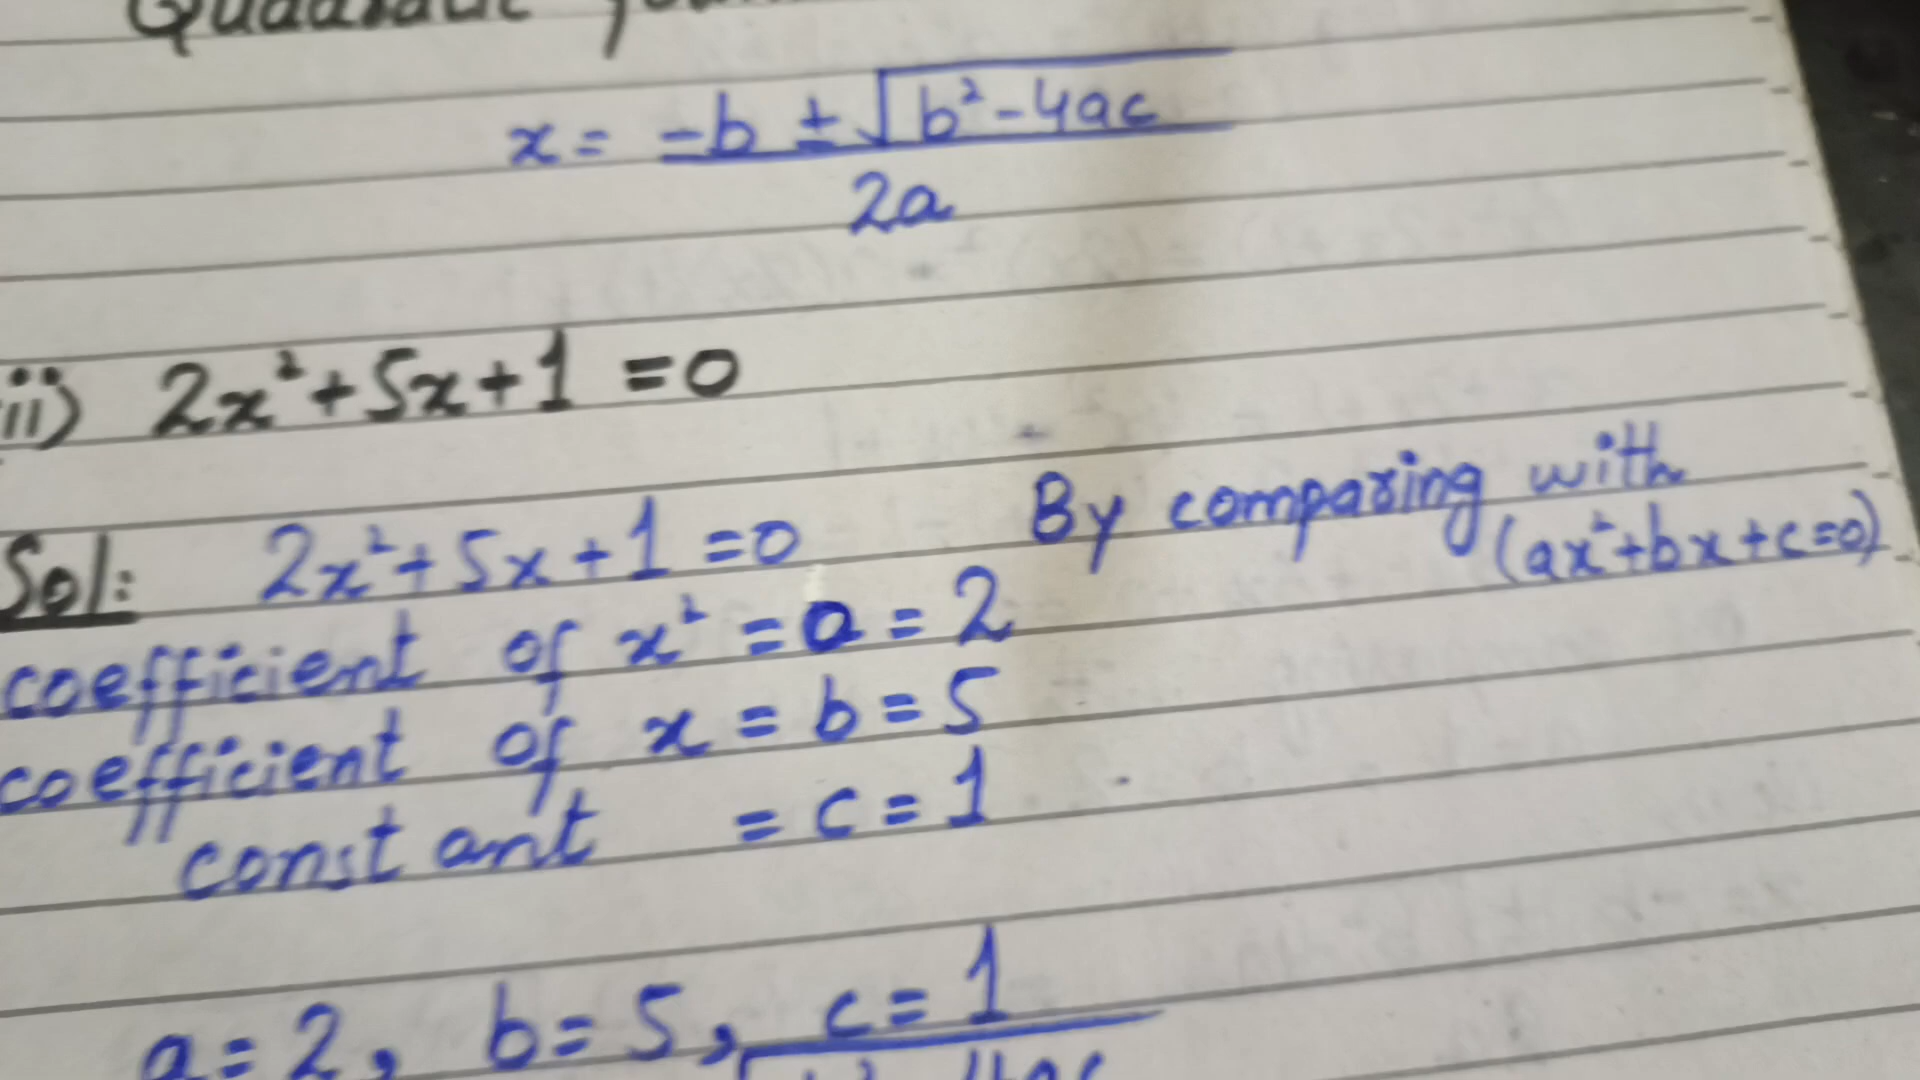 Quadratic
x = -b ± √b² - 4ac
2a
ii) 2x² + 5x + 1 = 0
Sol: 2x² + 5x + 1 = 0 By comparing with
(ax² + bx + c = 0)
coefficient of x² = a = 2
coefficient of x = b = 5
constant = c = 1
a = 2, b = 5, c = 1